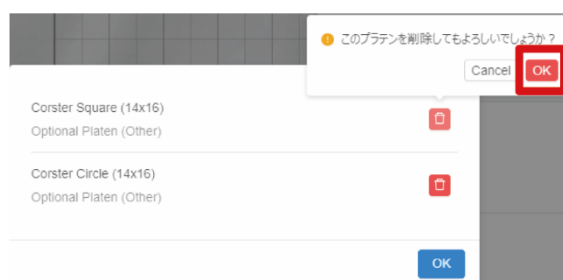 このプラテンを削除してもよろしいでしょうか？
Cancel OK
Corster Square (14x16)
Optional Platen (Other)
Corster Circle (14x16)
Optional Platen (Other)
OK